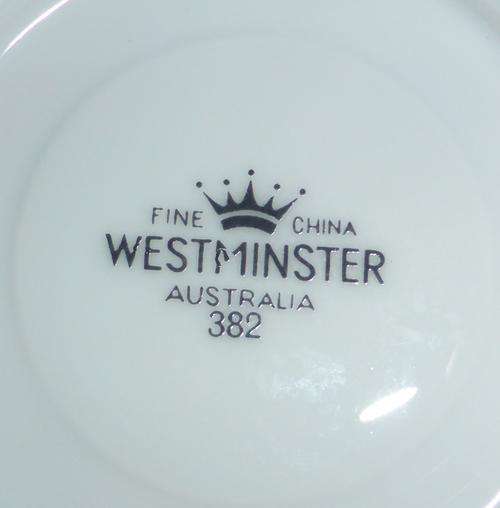 FINE CHINA
WESTMINSTER
AUSTRALIA
382